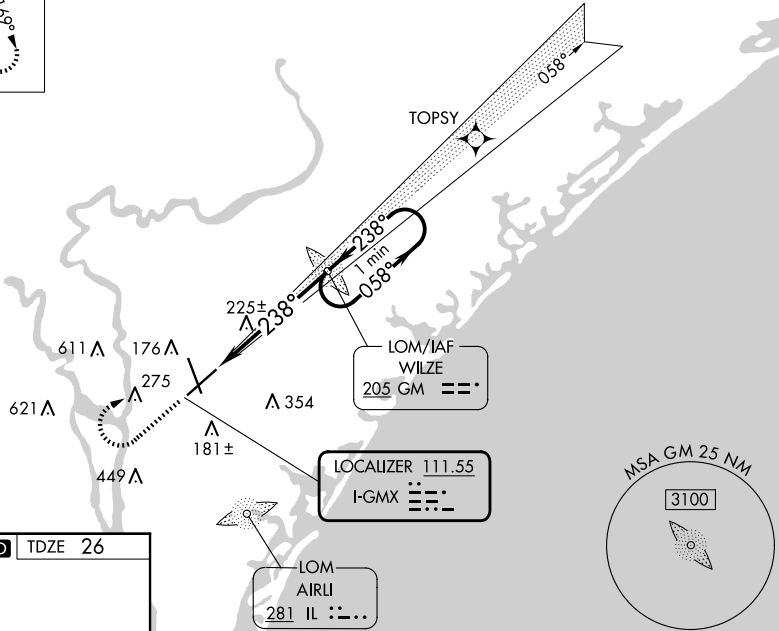 TOPSY
058°
238°
1 min
058°
225±
238°
611
176
275
621
354
181±
449
LOM/IAF
WILZE
205 GM
LOCALIZER 111.55
I-GMX
LOM
AIRLI
281 IL
MSA GM 25 NM
3100
D TDZE 26